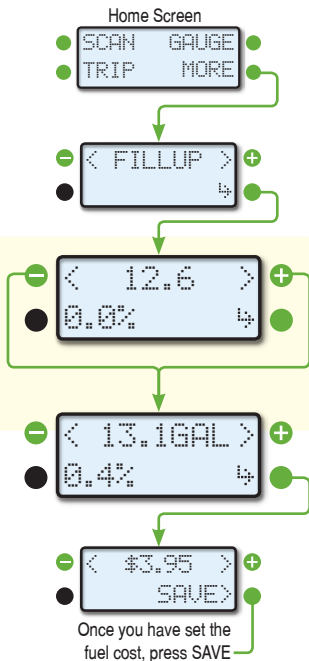 Home Screen
SCAN GAUGE
TRIP MORE
< FILLUP >
↳
< 12.6 >
0.0% ↳
< 13.1GAL >
0.4% ↳
< $3.95 >
SAVE>
Once you have set the
fuel cost, press SAVE